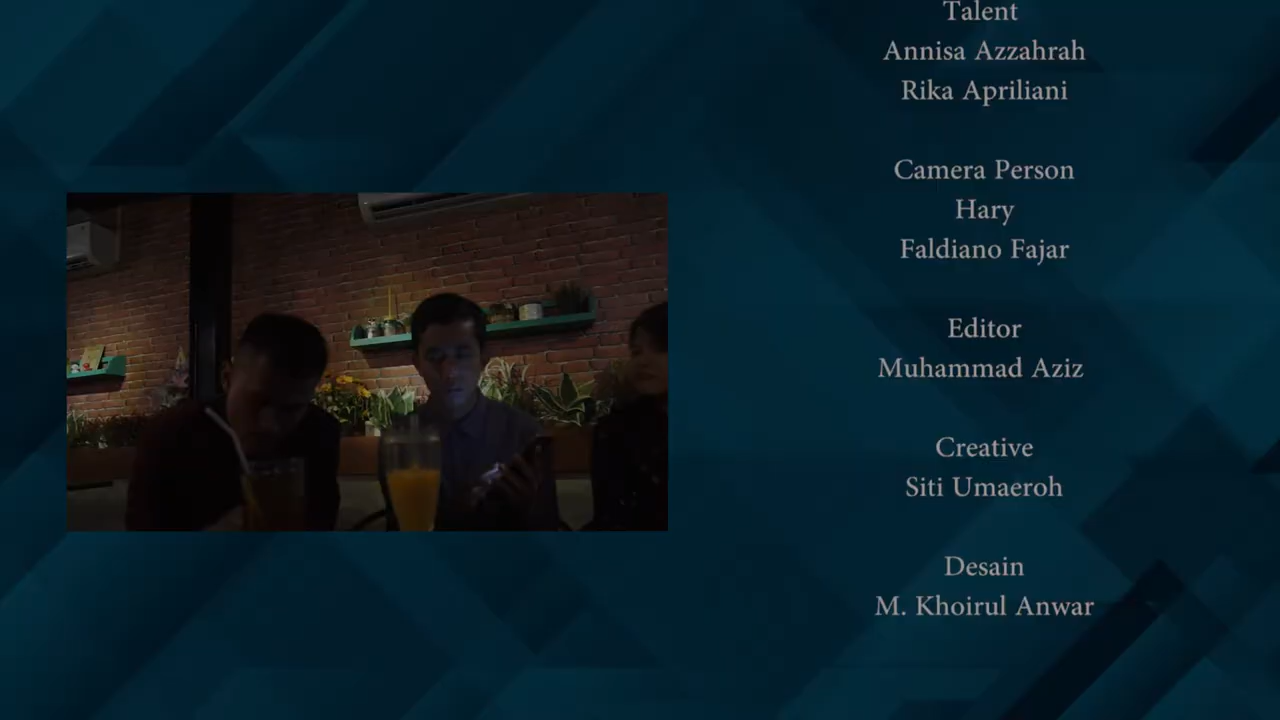 Talent
Annisa Azzahrah
Rika Apriliani
Camera Person
Hary
Faldiano Fajar
Editor
Muhammad Aziz
Creative
Siti Umaeroh
Desain
M. Khoirul Anwar